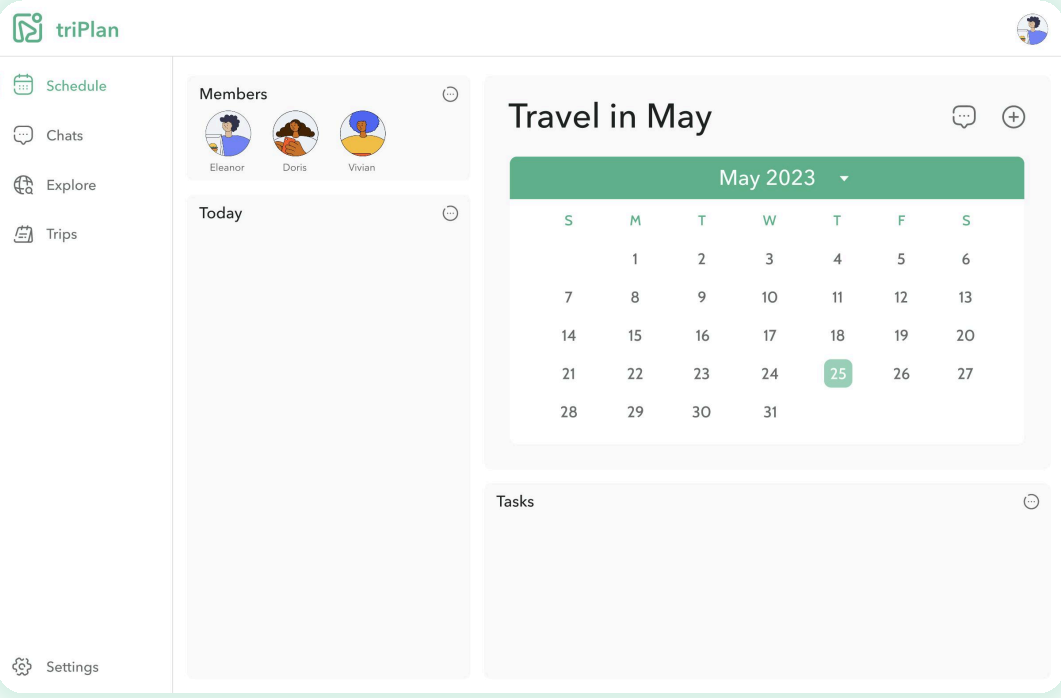 triPlan
Schedule
Chats
Explore
Trips
Settings
Members
Eleanor Doris Vivian
Today
Travel in May
May 2023
S M T W T F S
1 2 3 4 5 6
7 8 9 10 11 12 13
14 15 16 17 18 19 20
21 22 23 24 25 26 27
28 29 30 31
Tasks